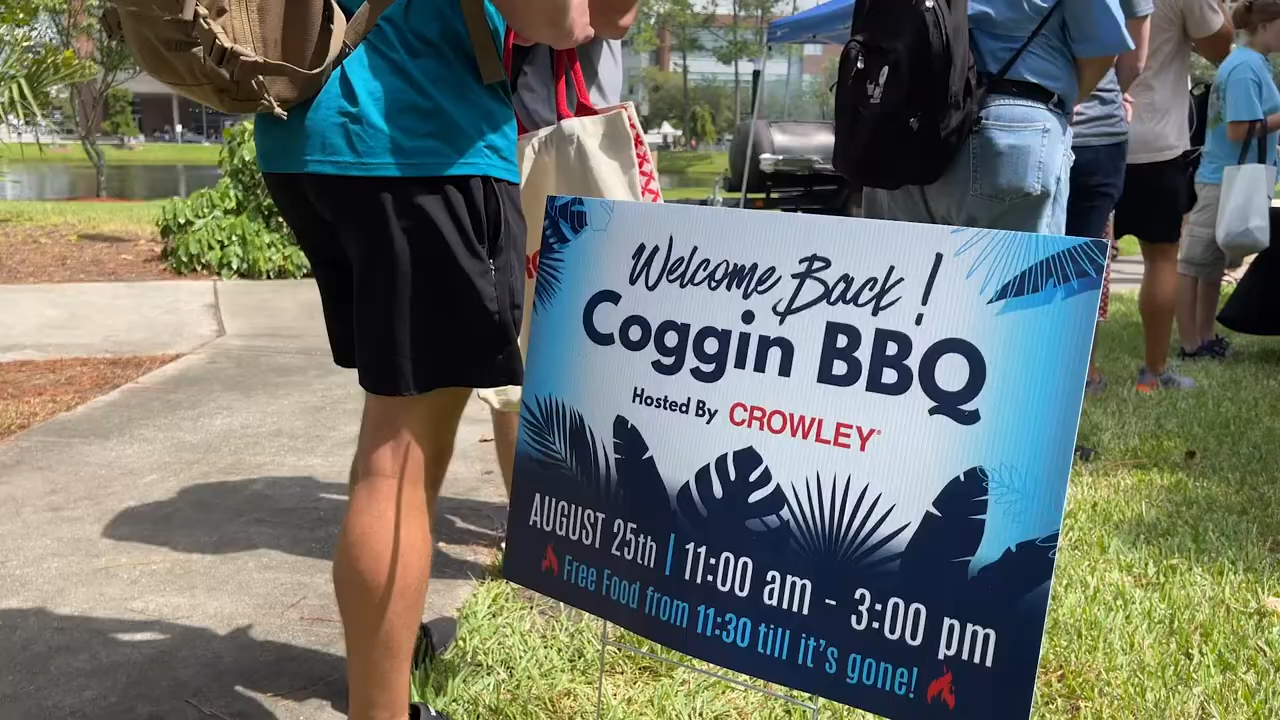 Welcome Back!
Coggin BBQ
Hosted By CROWLEY
AUGUST 25th | 11:00 am - 3:00 pm
Free Food from 11:30 till it's gone!